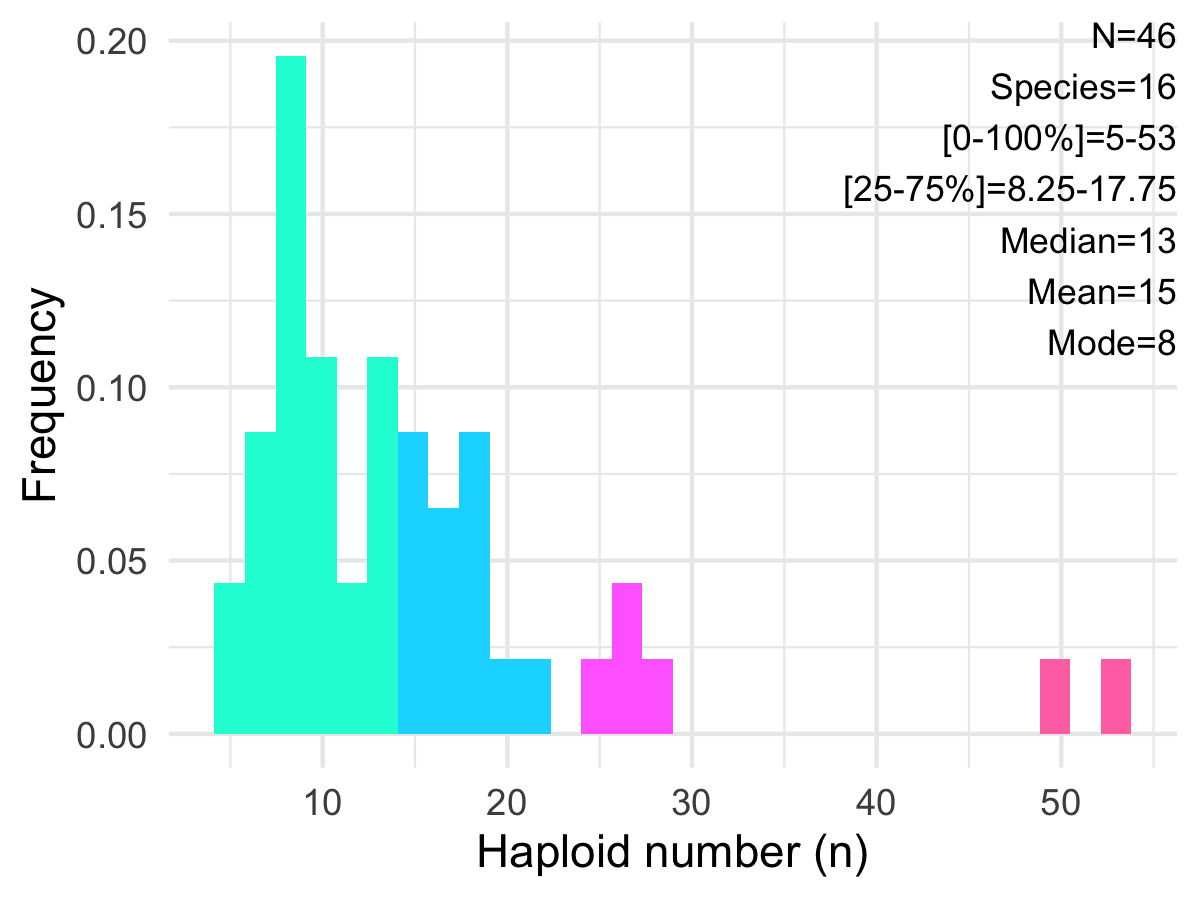 N=46
Species=16
[0-100%]=5-53
[25-75%]=8.25-17.75
Median=13
Mean=15
Mode=8
Frequency
0.20
0.15
0.10
0.05
0.00
10 20 30 40 50
Haploid number (n)